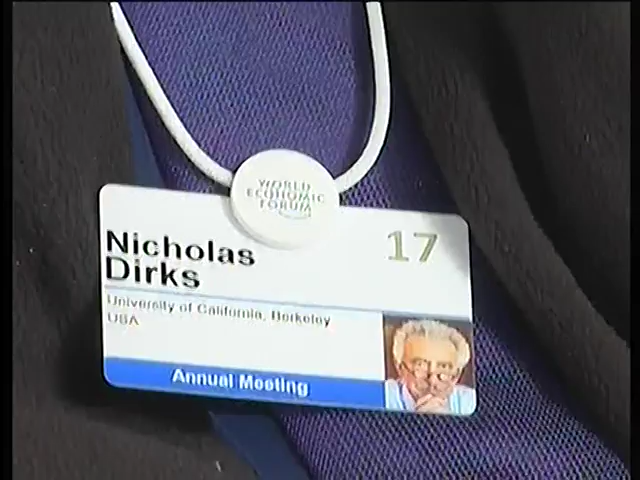 WORLD
ECONOMIC
FORUM
17
Nicholas
Dirks
University of California, Berkeley
USA
Annual Meeting